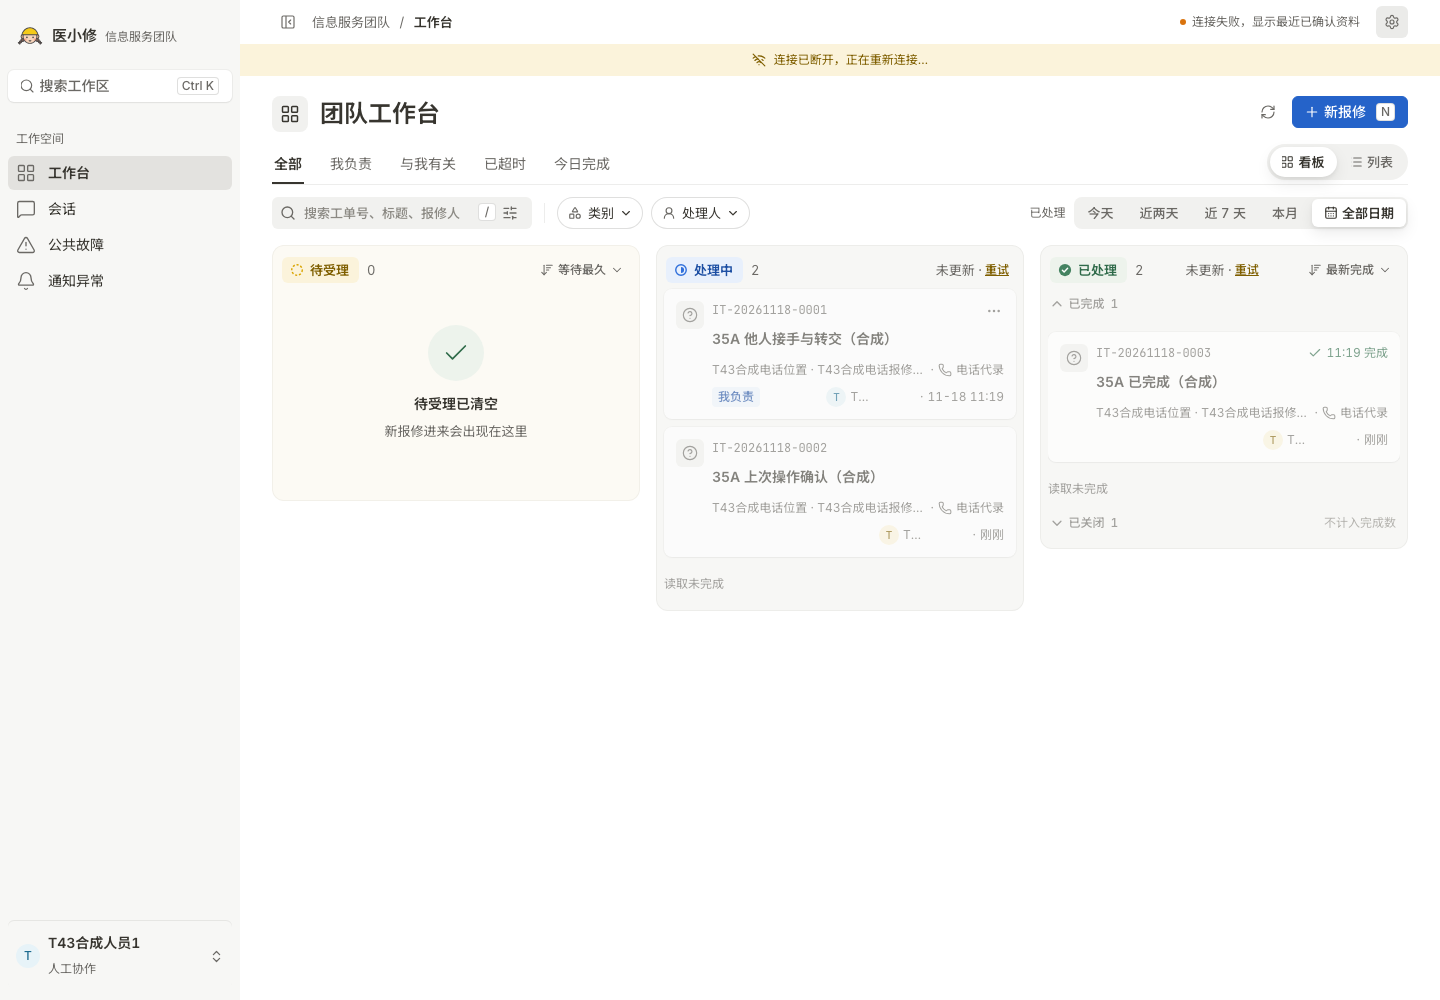 医小修 信息服务团队
搜索工作区 Ctrl K
工作空间
工作台
会话
公共故障
通知异常
T
T43合成人员1
人工协作
信息服务团队 / 工作台
连接失败，显示最近已确认资料
连接已断开，正在重新连接...
团队工作台
新报修 N
全部 我负责 与我有关 已超时 今日完成
看板 列表
搜索工单号、标题、报修人 /
类别 处理人
已处理 今天 近两天 近 7 天 本月 全部日期
待受理 0 等待最久
待受理已清空
新报修进来会出现在这里
处理中 2 未更新 · 重试
IT-20261118-0001 ...
35A 他人接手与转交（合成）
T43合成电话位置 · T43合成电话报修... · 电话代录
我负责 T T... · 11-18 11:19
IT-20261118-0002
35A 上次操作确认（合成）
T43合成电话位置 · T43合成电话报修... · 电话代录
T T... · 刚刚
读取未完成
已处理 2 未更新 · 重试 最新完成
已完成 1
IT-20261118-0003 11:19 完成
35A 已完成（合成）
T43合成电话位置 · T43合成电话报修... · 电话代录
T T... · 刚刚
读取未完成
已关闭 1 不计入完成数